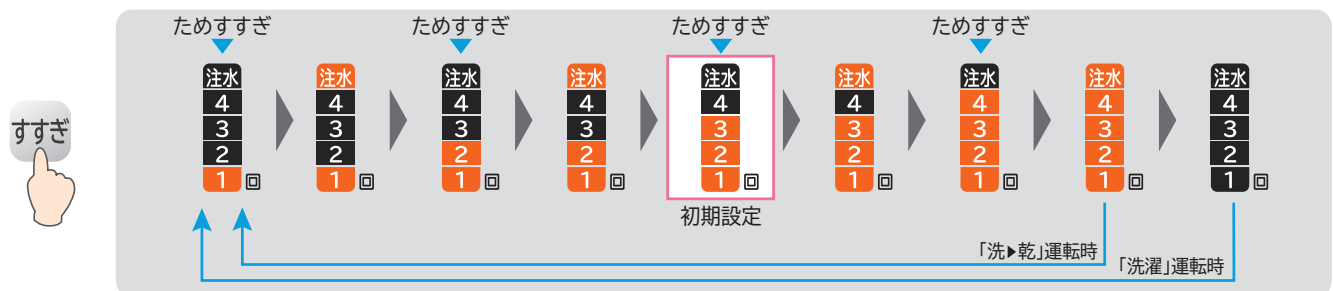 ためすすぎ ためすすぎ ためすすぎ ためすすぎ
注水 注水 注水 注水 注水 注水 注水 注水 注水
4 4 4 4 4 4 4 4 4
すすぎ 3 3 3 3 3 3 3 3 3
2 2 2 2 2 2 2 2 2
1回 1回 1回 1回 1回 1回 1回 1回 1回
初期設定
「洗▶乾」運転時
「洗濯」運転時